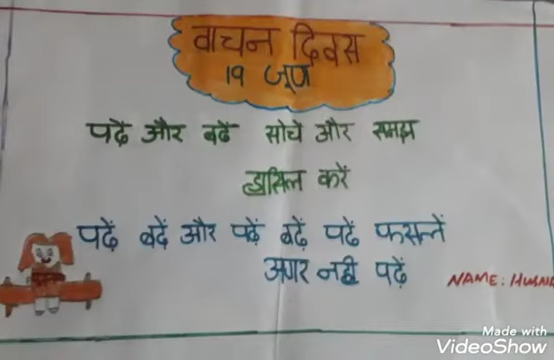 वाचन दिवस
19 जूण
पढें और बढें सोचे और समझ
हासिल करें
पढ़ें बढ़ें और पढ़ें बढ़ें पढ़ें फसलें
अगर नही पढ़ें
NAME:
Made with
VideoShow